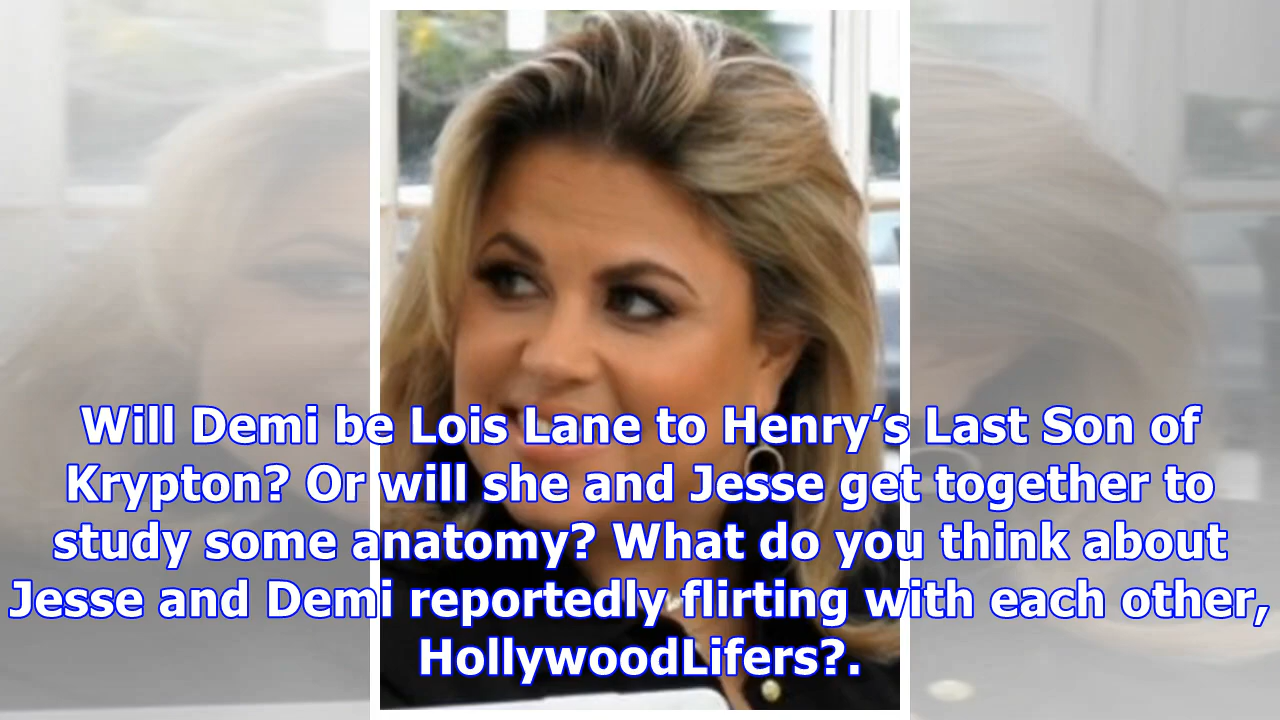 Will Demi be Lois Lane to Henry’s Last Son of
Krypton? Or will she and Jesse get together to
study some anatomy? What do you think about
Jesse and Demi reportedly flirting with each other,
HollywoodLifers?.